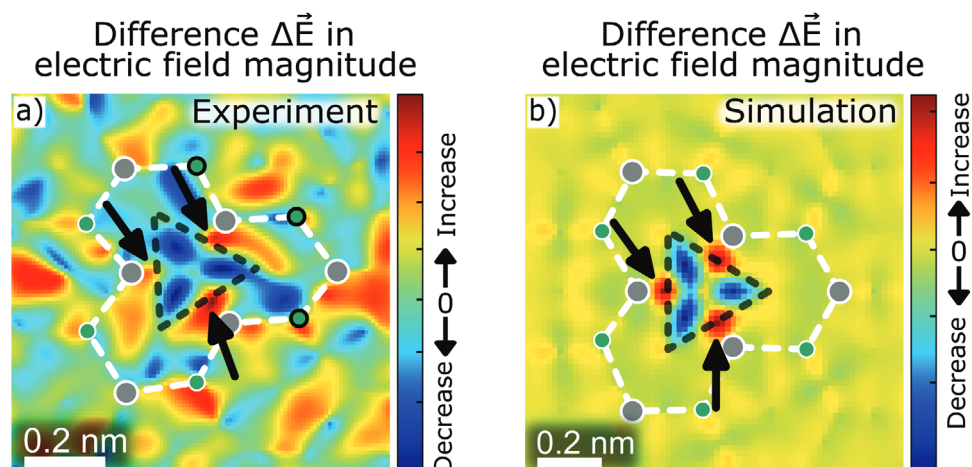 Difference ΔE⃗ in
electric field magnitude
a)
Experiment
0.2 nm
Decrease ←0→ Increase
Difference ΔE⃗ in
electric field magnitude
b)
Simulation
0.2 nm
Decrease ←0→ Increase